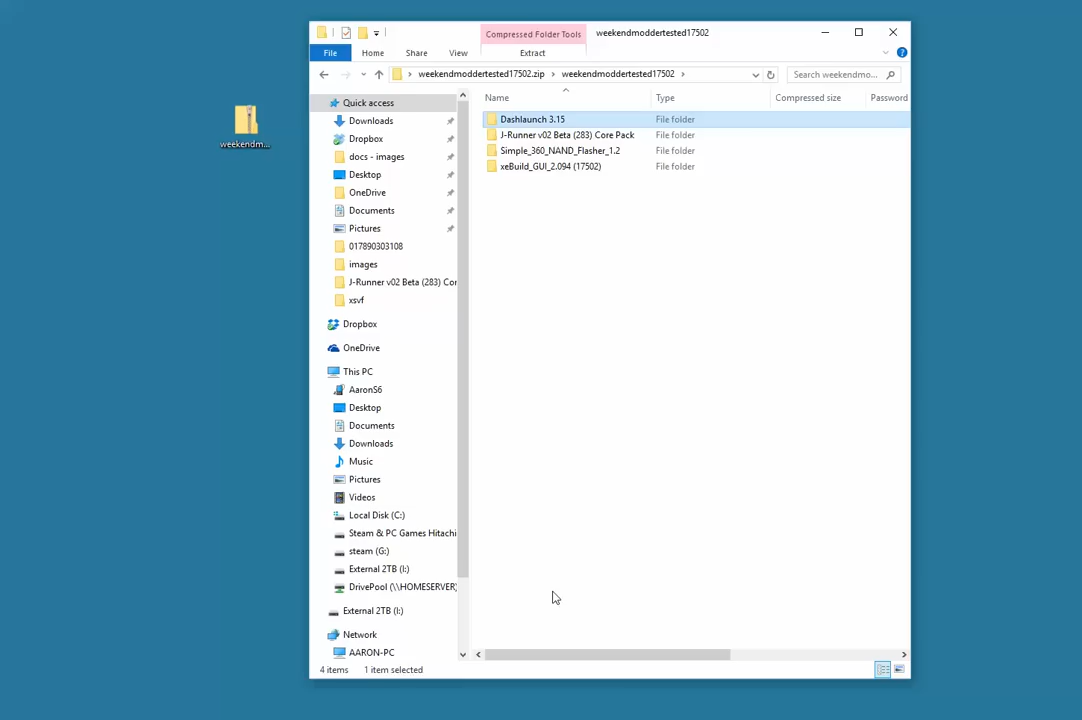 Compressed Folder Tools
weekendmoddertested17502
File
Home
Share
View
Extract
weekendmoddertested17502.zip
weekendmoddertested17502
Search weekendmo...
Quick access
Downloads
Dropbox
docs - images
Desktop
OneDrive
Documents
Pictures
017890303108
images
J-Runner v02 Beta (283) Cor
xsvf
Dropbox
OneDrive
This PC
AaronS6
Desktop
Documents
Downloads
Music
Pictures
Videos
Local Disk (C:)
Steam & PC Games Hitachi
steam (G:)
External 2TB (I:)
DrivePool (\\HOMESERVER)
External 2TB (I:)
Network
AARON-PC
Name
Type
Compressed size
Password
Dashlaunch 3.15
File folder
J-Runner v02 Beta (283) Core Pack
File folder
Simple_360_NAND_Flasher_1.2
File folder
xeBuild_GUI_2.094 (17502)
File folder
4 items
1 item selected
weekendm...